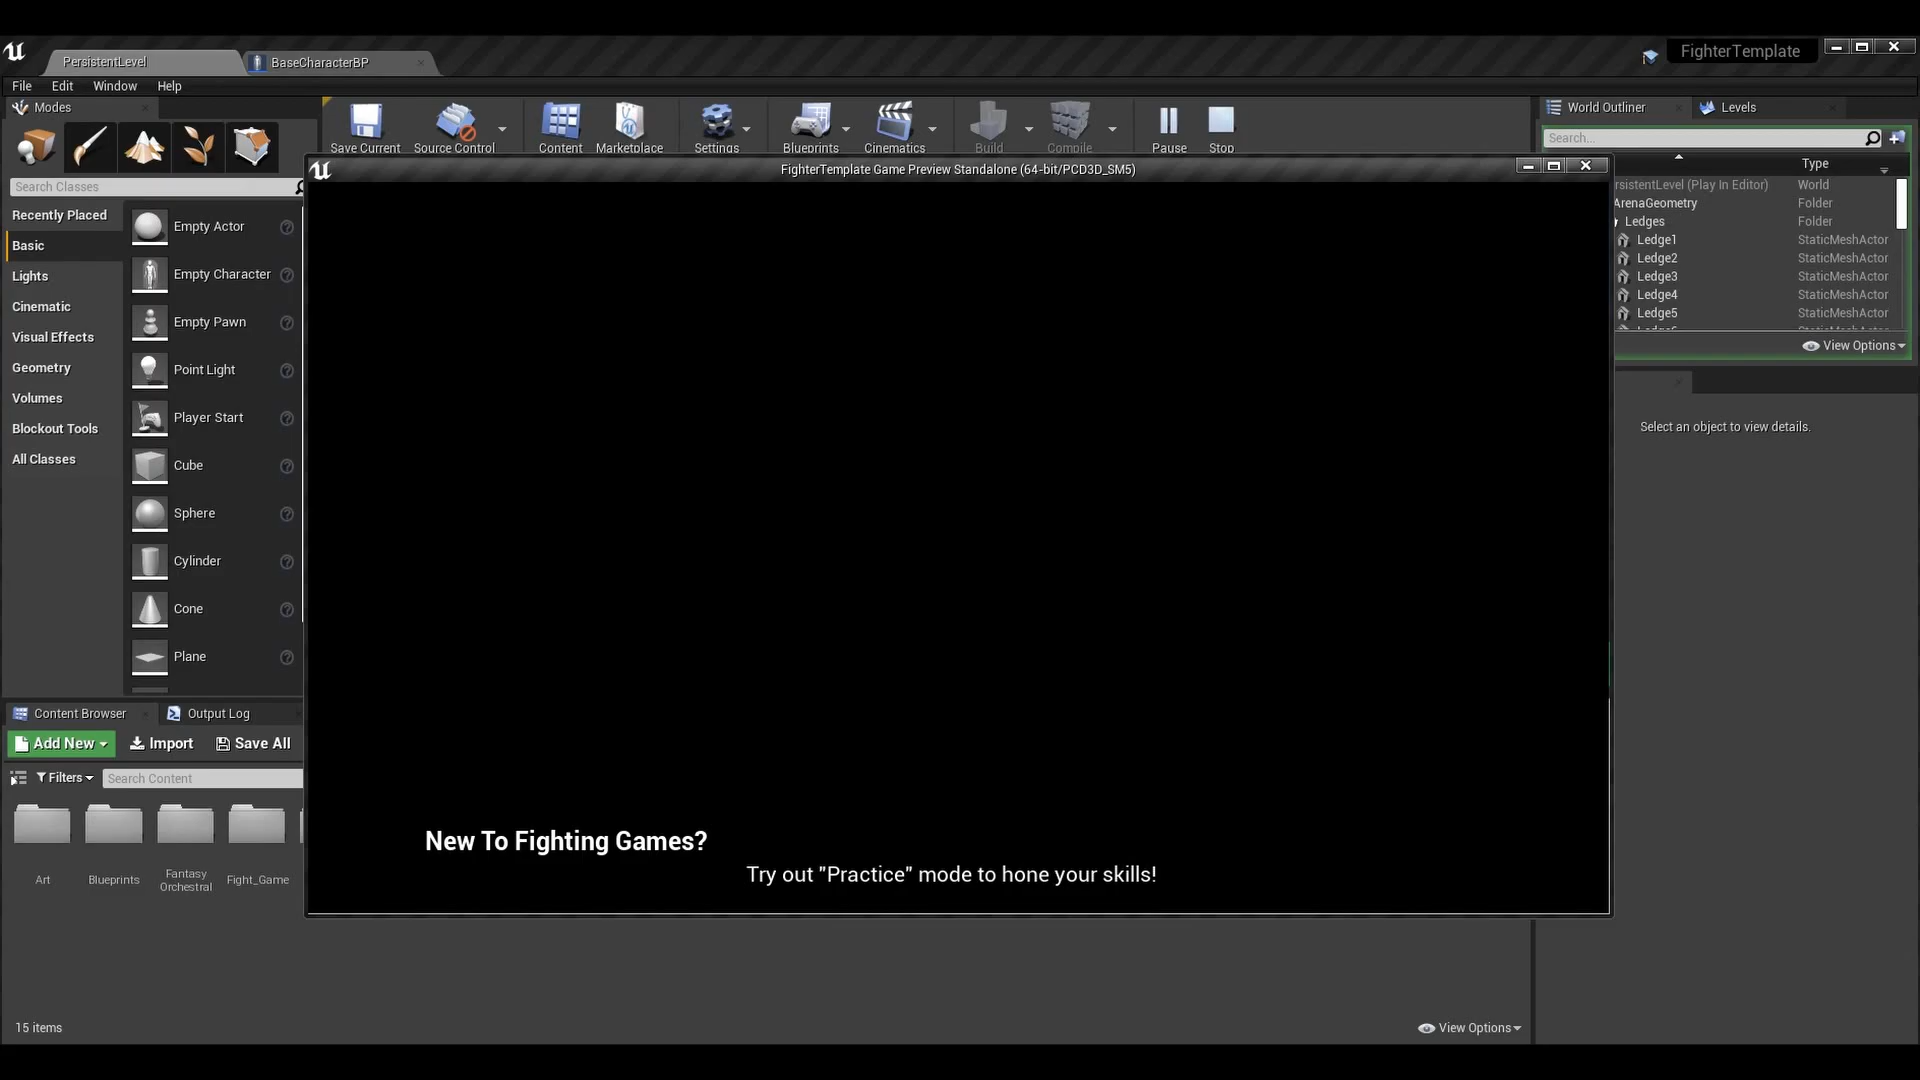 PersistentLevel
BaseCharacterBP
FighterTemplate
File Edit Window Help
Modes
Save Current
Source Control
Content
Marketplace
Settings
Blueprints
Cinematics
Build
Compile
Pause
Stop
World Outliner
Levels
Search...
Search Classes
Recently Placed
Basic
Lights
Cinematic
Visual Effects
Geometry
Volumes
Blockout Tools
All Classes
Empty Actor
Empty Character
Empty Pawn
Point Light
Player Start
Cube
Sphere
Cylinder
Cone
Plane
FighterTemplate Game Preview Standalone (64-bit/PCD3D_SM5)
New To Fighting Games?
Try out "Practice" mode to hone your skills!
Type
rsistentLevel (Play In Editor) World
ArenaGeometry Folder
Ledges Folder
Ledge1 StaticMeshActor
Ledge2 StaticMeshActor
Ledge3 StaticMeshActor
Ledge4 StaticMeshActor
Ledge5 StaticMeshActor
View Options
Select an object to view details.
Content Browser
Output Log
Add New
Import
Save All
Filters
Search Content
Art
Blueprints
Fantasy
Orchestral
Fight_Game
15 items
View Options